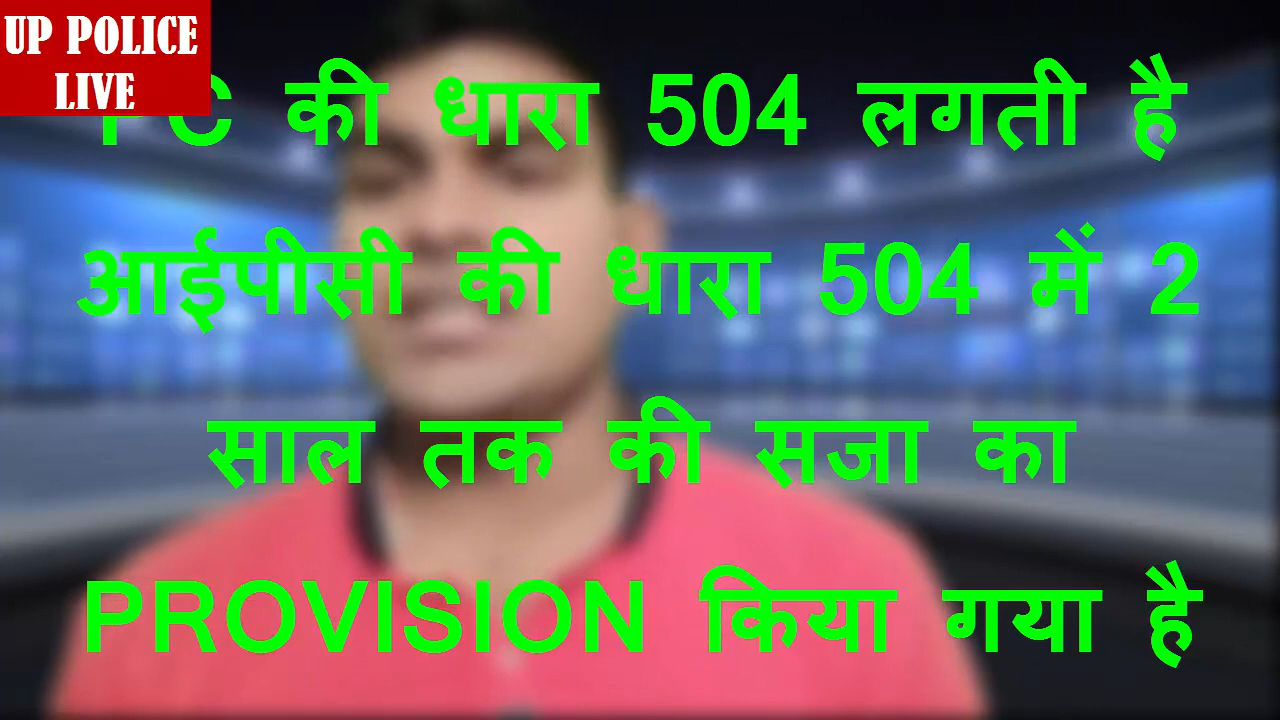 UP POLICE
LIVE
की धारा 504 लगती है
आईपीसी की धारा 504 में 2
साल तक की सजा का
PROVISION किया गया है